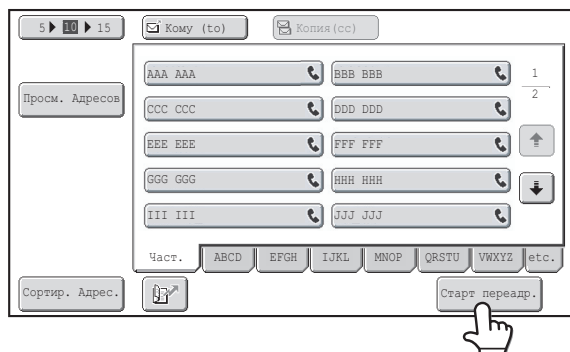 5 10 15
Кому (to)
Копия(cc)
Просм. Адресов
AAA AAA
BBB BBB
CCC CCC
DDD DDD
EEE EEE
FFF FFF
GGG GGG
HHH HHH
III III
JJJ JJJ
1
2
Част.
ABCD
EFGH
IJKL
MNOP
QRSTU
VWXYZ
etc.
Сортир. Адрес.
Старт переадр.